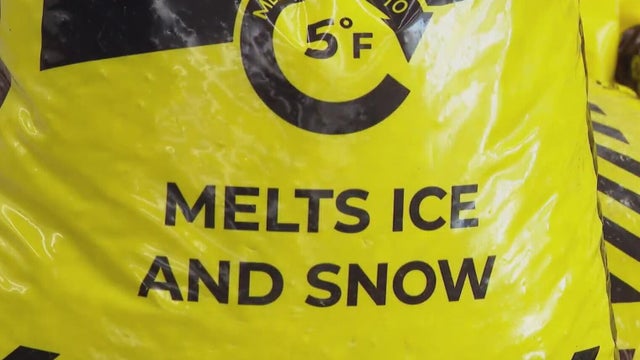 5°F
MELTS ICE
AND SNOW